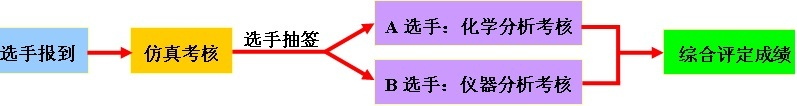 选手报到
仿真考核
选手抽签
A 选手：化学分析考核
B 选手：仪器分析考核
综合评定成绩